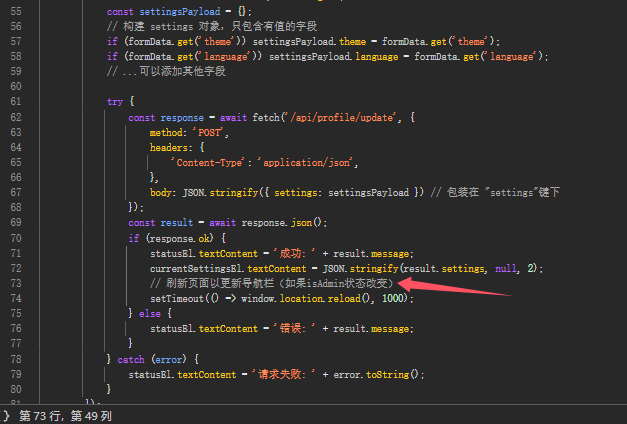 55 const settingsPayload = {};
56 // 构建 settings 对象，只包含有值的字段
57 if (formData.get('theme')) settingsPayload.theme = formData.get('theme');
58 if (formData.get('language')) settingsPayload.language = formData.get('language');
59 // ...可以添加其他字段
60
61 try {
62 const response = await fetch('/api/profile/update', {
63 method: 'POST',
64 headers: {
65 'Content-Type': 'application/json',
66 },
67 body: JSON.stringify({ settings: settingsPayload }) // 包装在 "settings"键下
68 });
69 const result = await response.json();
70 if (response.ok) {
71 statusEl.textContent = '成功: ' + result.message;
72 currentSettingsEl.textContent = JSON.stringify(result.settings, null, 2);
73 // 刷新页面以更新导航栏（如果isAdmin状态改变）
74 setTimeout(() => window.location.reload(), 1000);
75 } else {
76 statusEl.textContent = '错误: ' + result.message;
77 }
78 } catch (error) {
79 statusEl.textContent = '请求失败: ' + error.toString();
80 }
81 });
{} 第 73 行，第 49 列